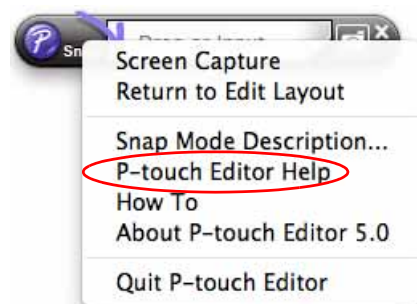 Sn
Screen Capture
Return to Edit Layout
Snap Mode Description...
P-touch Editor Help
How To
About P-touch Editor 5.0
Quit P-touch Editor